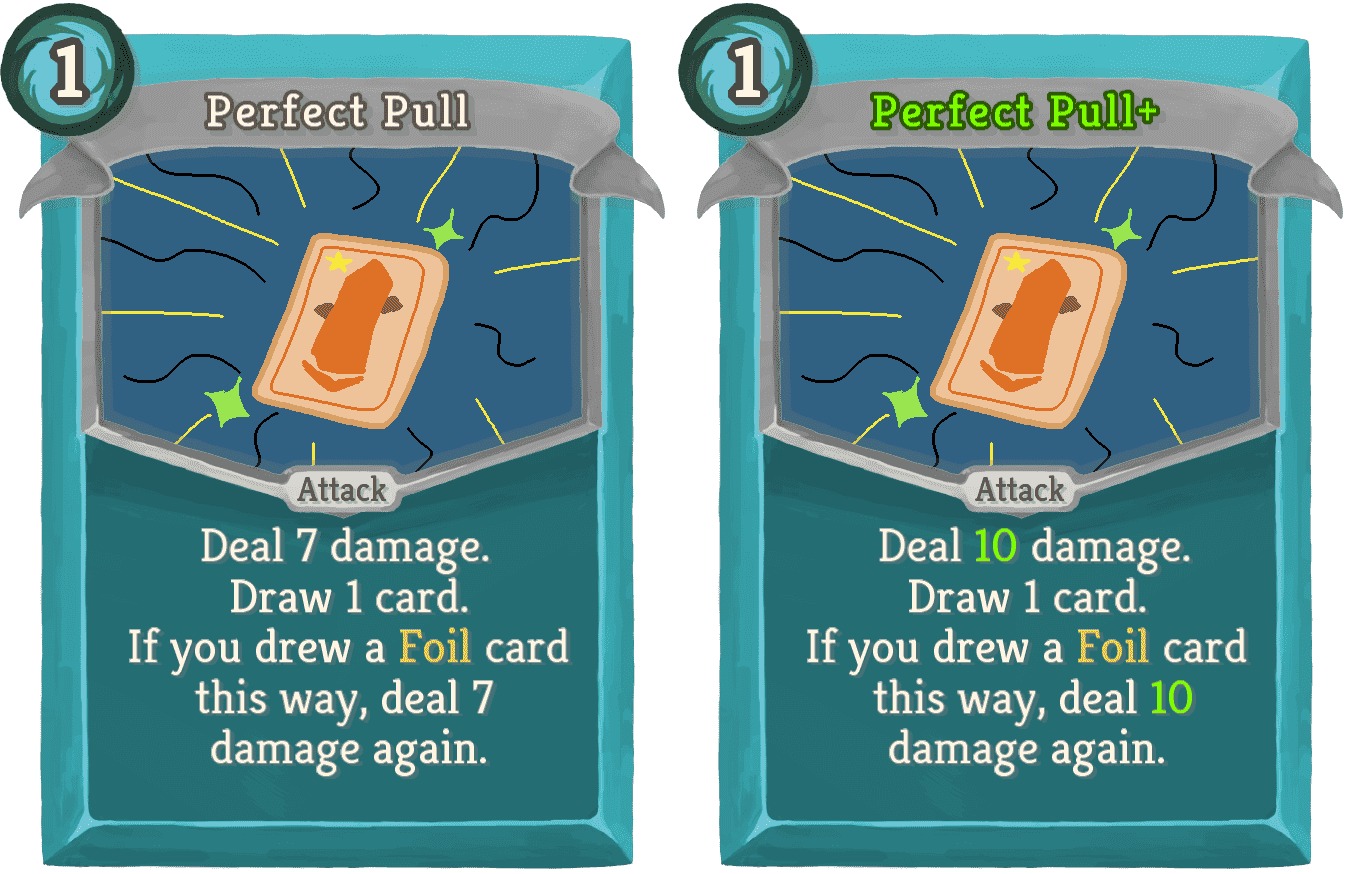 1
Perfect Pull
Attack
Deal 7 damage.
Draw 1 card.
If you drew a Foil card
this way, deal 7
damage again.
1
Perfect Pull+
Attack
Deal 10 damage.
Draw 1 card.
If you drew a Foil card
this way, deal 10
damage again.